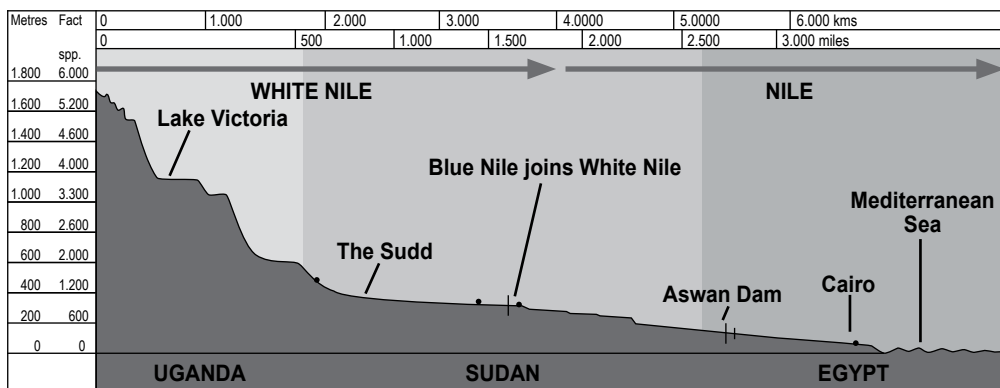 Metres Fact 0 1.000 2.000 3.000 4.0000 5.0000 6.000 kms
0 500 1.000 1.500 2.000 2.500 3.000 miles
spp.
1.800 6.000
WHITE NILE NILE
1.600 5.200
Lake Victoria
1.400 4.600
1.200 4.000
Blue Nile joins White Nile
1.000 3.300
Mediterranean
Sea
800 2.600
The Sudd
600 2.000
Cairo
400 1.200
Aswan Dam
200 600
0 0
UGANDA SUDAN EGYPT